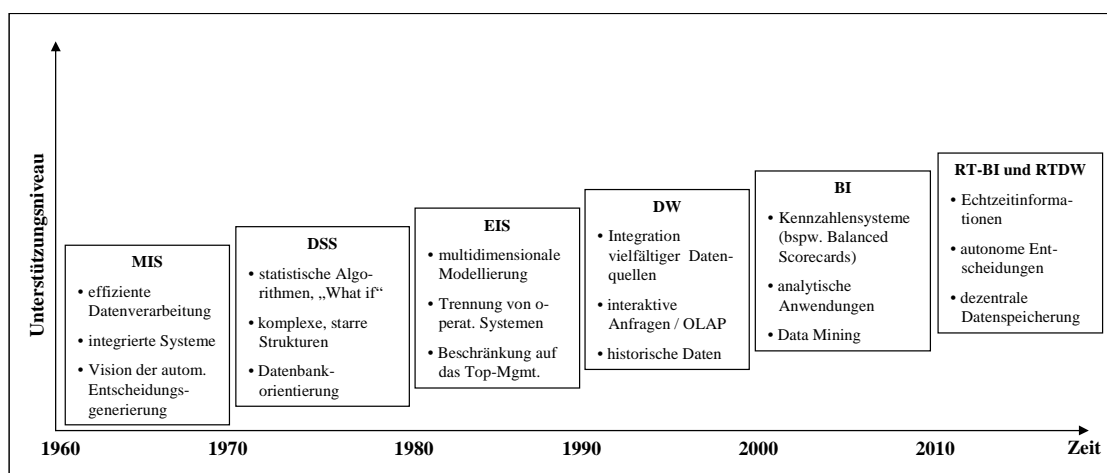 Unterstützungsniveau
MIS
• effiziente
Datenverarbeitung
• integrierte Systeme
• Vision der autom.
Entscheidungs-
generierung
DSS
• statistische Algo-
rithmen, „What if“
• komplexe, starre
Strukturen
• Datenbank-
orientierung
EIS
• multidimensionale
Modellierung
• Trennung von o-
perat. Systemen
• Beschränkung auf
das Top-Mgmt.
DW
• Integration
vielfältiger Daten-
quellen
• interaktive
Anfragen / OLAP
• historische Daten
BI
• Kennzahlensysteme
(bspw. Balanced
Scorecards)
• analytische
Anwendungen
• Data Mining
RT-BI und RTDW
• Echtzeitinforma-
tionen
• autonome Ent-
scheidungen
• dezentrale
Datenspeicherung
1960 1970 1980 1990 2000 2010 Zeit